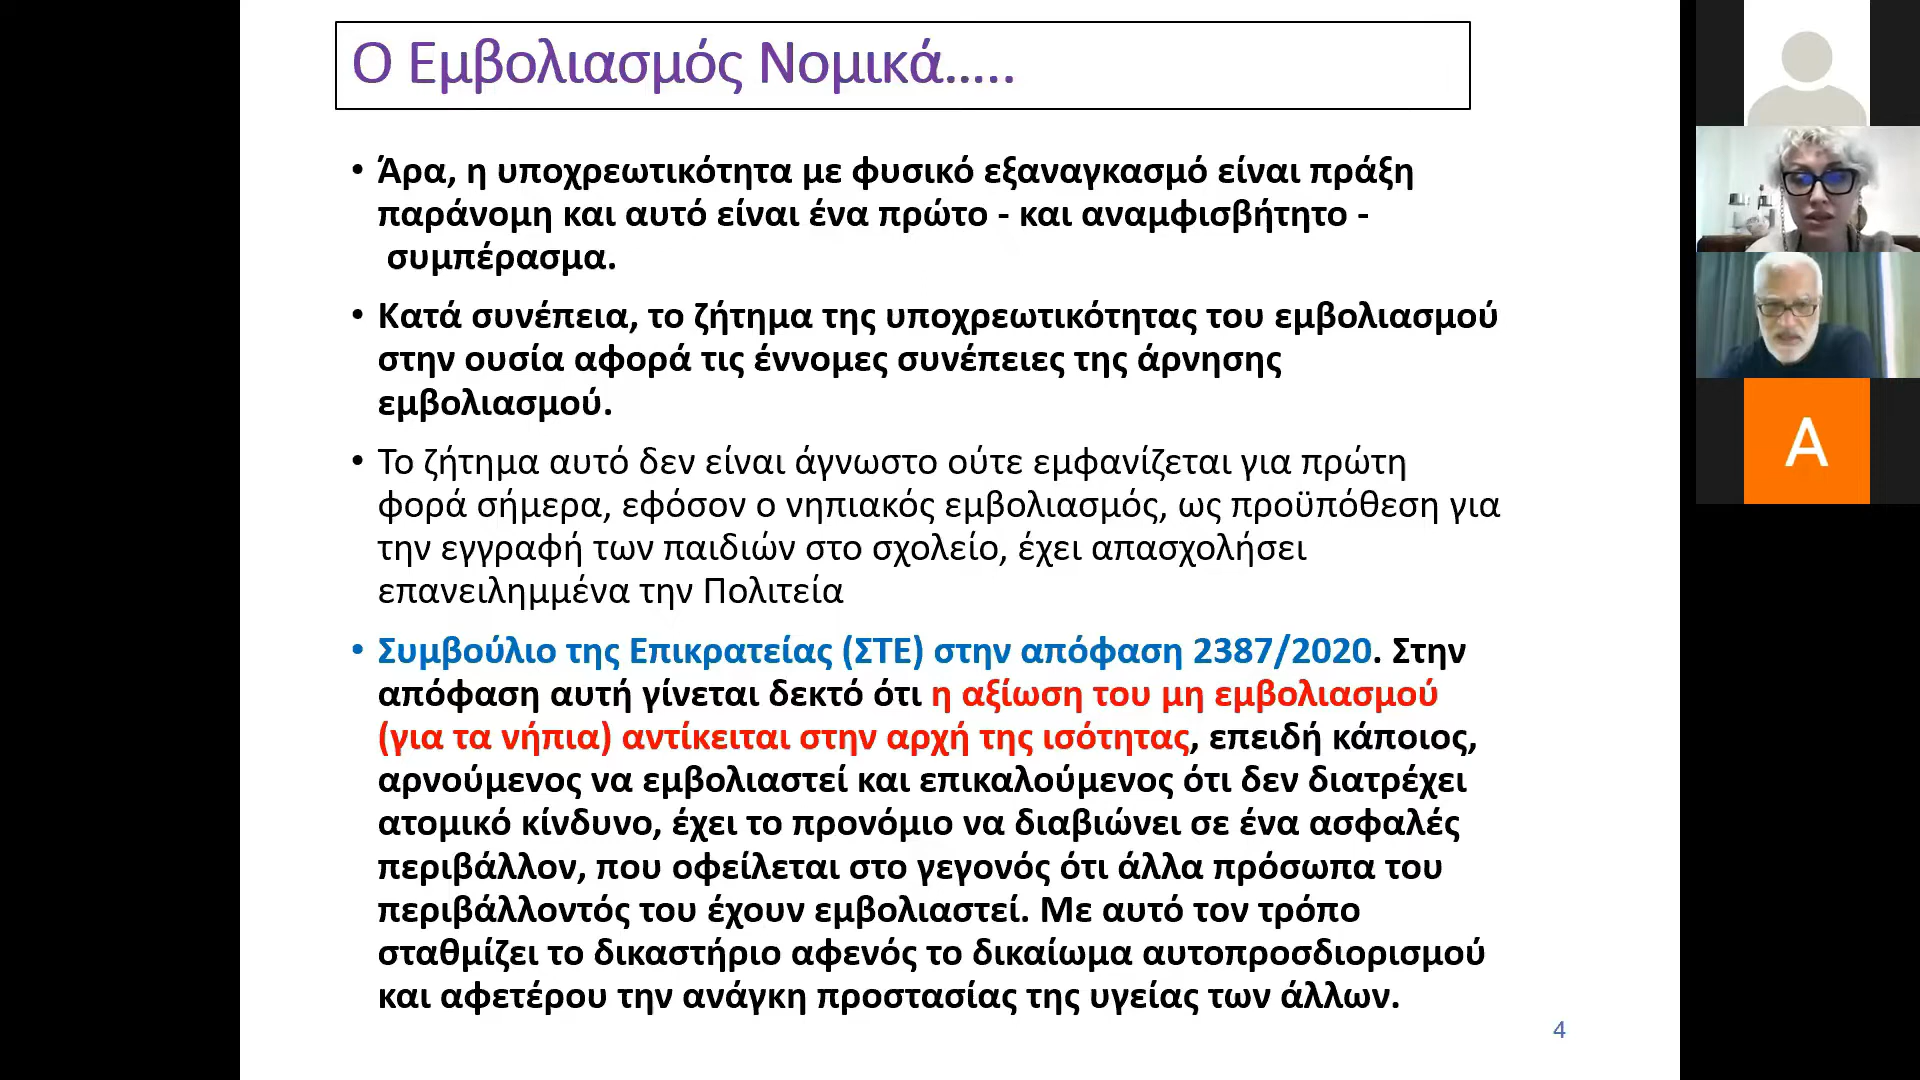 Ο Εμβολιασμός Νομικά…..
• Άρα, η υποχρεωτικότητα με φυσικό εξαναγκασμό είναι πράξη
παράνομη και αυτό είναι ένα πρώτο - και αναμφισβήτητο -
συμπέρασμα.
• Κατά συνέπεια, το ζήτημα της υποχρεωτικότητας του εμβολιασμού
στην ουσία αφορά τις έννομες συνέπειες της άρνησης
εμβολιασμού.
• Το ζήτημα αυτό δεν είναι άγνωστο ούτε εμφανίζεται για πρώτη
φορά σήμερα, εφόσον ο νηπιακός εμβολιασμός, ως προϋπόθεση για
την εγγραφή των παιδιών στο σχολείο, έχει απασχολήσει
επανειλημμένα την Πολιτεία
• Συμβούλιο της Επικρατείας (ΣΤΕ) στην απόφαση 2387/2020. Στην
απόφαση αυτή γίνεται δεκτό ότι η αξίωση του μη εμβολιασμού
(για τα νήπια) αντίκειται στην αρχή της ισότητας, επειδή κάποιος,
αρνούμενος να εμβολιαστεί και επικαλούμενος ότι δεν διατρέχει
ατομικό κίνδυνο, έχει το προνόμιο να διαβιώνει σε ένα ασφαλές
περιβάλλον, που οφείλεται στο γεγονός ότι άλλα πρόσωπα του
περιβάλλοντός του έχουν εμβολιαστεί. Με αυτό τον τρόπο
σταθμίζει το δικαστήριο αφενός το δικαίωμα αυτοπροσδιορισμού
και αφετέρου την ανάγκη προστασίας της υγείας των άλλων.
4
A